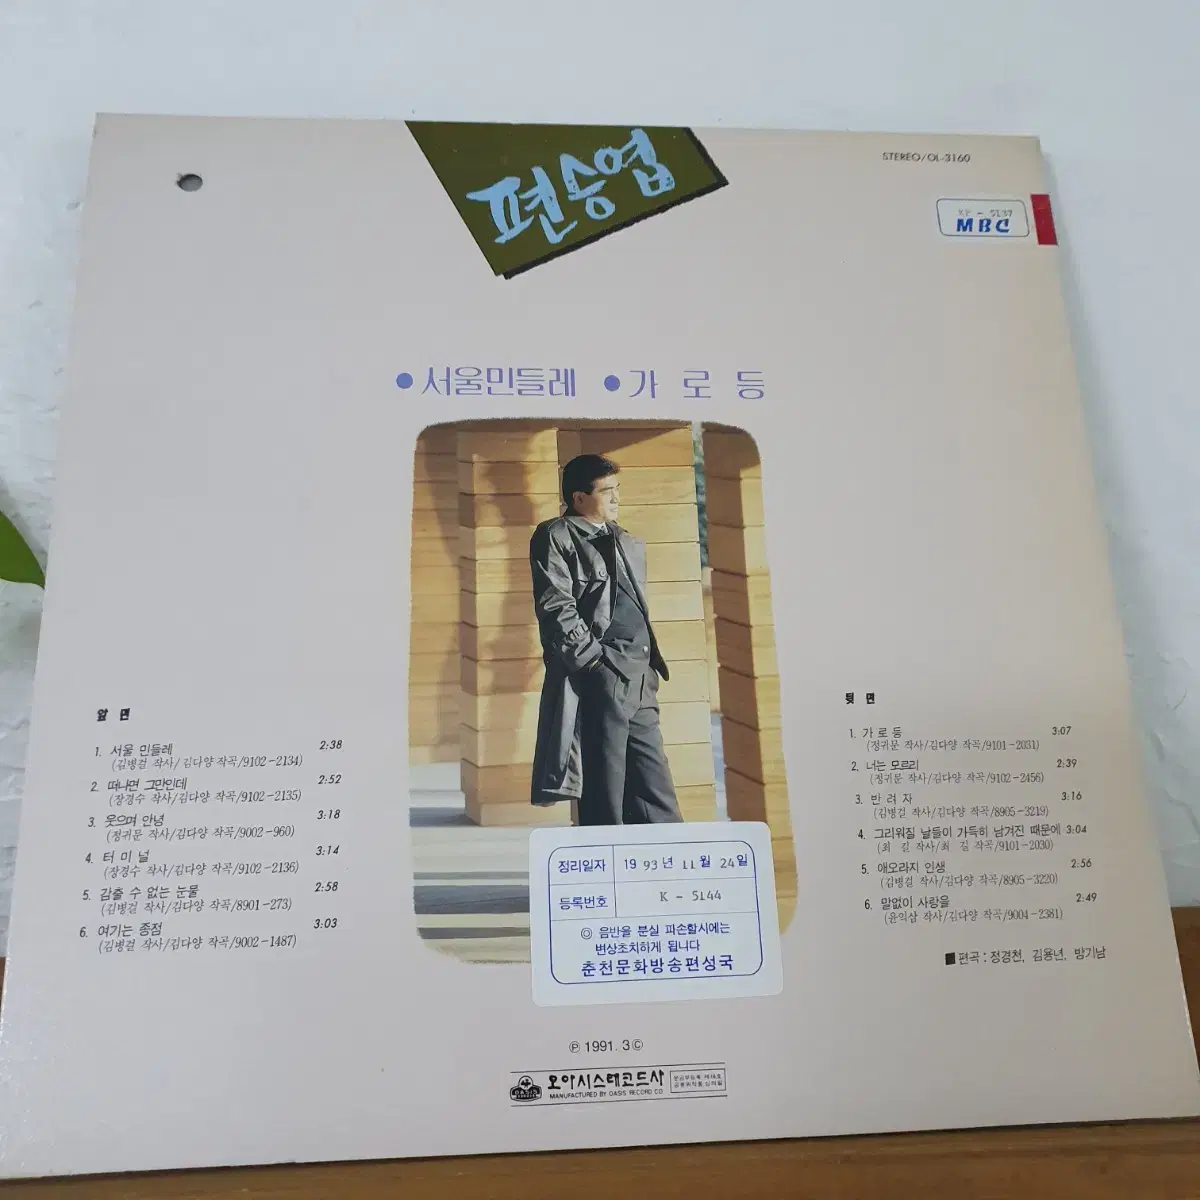 편승엽
STEREO/OL-3160
KP - 5137
MBC
●서울민들레 ●가 로 등
앞 면
1. 서울 민들레 2:38
(김병걸 작사/김다양 작곡/9102-2134)
2. 떠나면 그만인데 2:52
(장경수 작사/김다양 작곡/9102-2135)
3. 웃으며 안녕 3:18
(정귀문 작사/김다양 작곡/9002-960)
4. 터 미 널 3:14
(장경수 작사/김다양 작곡/9102-2136)
5. 감출 수 없는 눈물 2:58
(김병걸 작사/김다양 작곡/8901-273)
6. 여기는 종점 3:03
(김병걸 작사/김다양 작곡/9002-1487)
뒷 면
1. 가 로 등 3:07
(정귀문 작사/김다양 작곡/9101-2031)
2. 너는 모르리 2:39
(정귀문 작사/김다양 작곡/9102-2456)
3. 반 려 자 3:16
(김병걸 작사/김다양 작곡/8905-3219)
4. 그리워질 날들이 가득히 남겨진 때문에 3:04
(최 길 작사/최 길 작곡/9101-2030)
5. 애오라지 인생 2:56
(김병걸 작사/김다양 작곡/8905-3220)
6. 말없이 사랑을 2:49
(윤익삼 작사/김다양 작곡/9004-2381)
■편곡 : 정경천, 김용년, 방기남
정리일자 19 93년 11월 24일
등록번호 K - 5144
◎ 음반을 분실 파손할시에는
변상조치하게 됩니다
춘천문화방송편성국
Ⓟ 1991. 3 ©
오아시스레코드사
MANUFACTURED BY OASIS RECORD CO